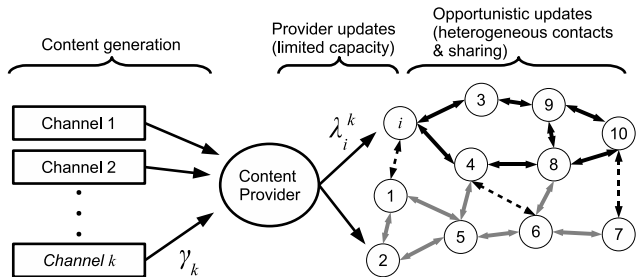 Content generation
Provider updates
(limited capacity)
Opportunistic updates
(heterogeneous contacts
& sharing)
Channel 1
Channel 2
Channel k
γk
Content
Provider
λik
i
3
9
10
4
8
1
2
5
6
7